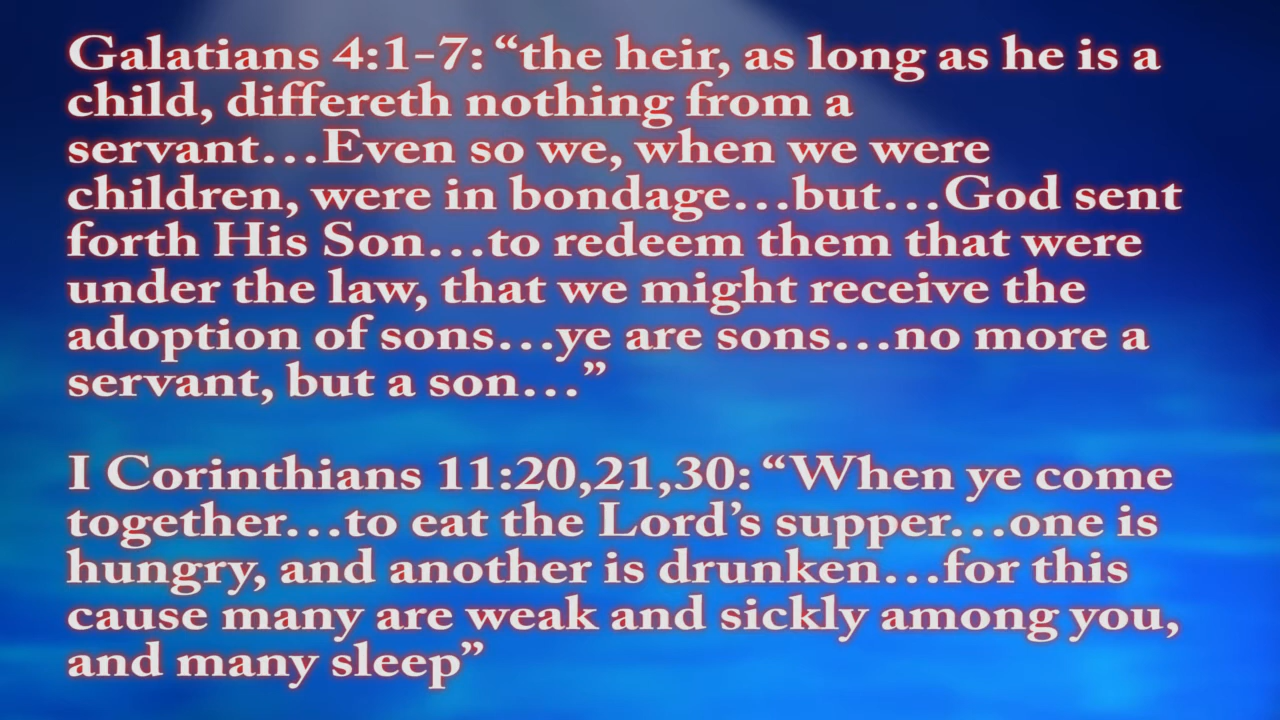 Galatians 4:1-7: “the heir, as long as he is a
child, differeth nothing from a
servant…Even so we, when we were
children, were in bondage…but…God sent
forth His Son…to redeem them that were
under the law, that we might receive the
adoption of sons…ye are sons…no more a
servant, but a son…”
I Corinthians 11:20,21,30: “When ye come
together…to eat the Lord’s supper…one is
hungry, and another is drunken…for this
cause many are weak and sickly among you,
and many sleep”